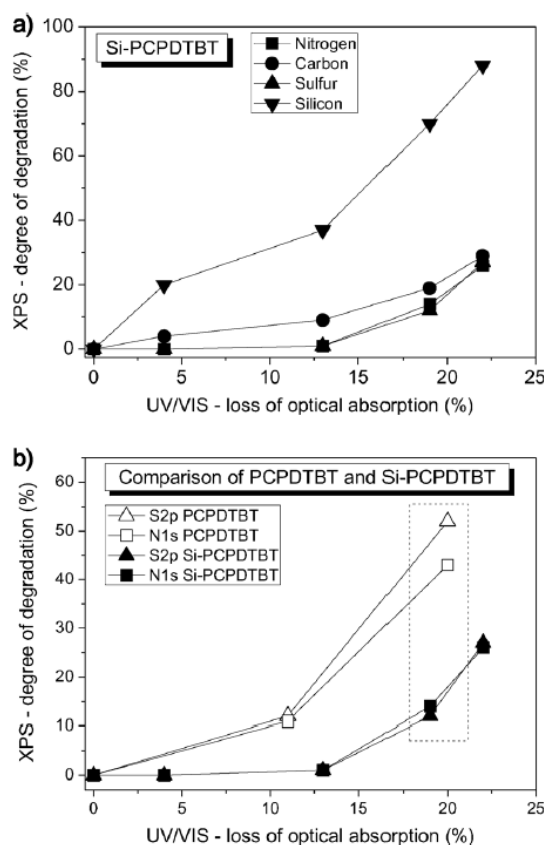 a)
Si-PCPDTBT
Nitrogen
Carbon
Sulfur
Silicon
XPS - degree of degradation (%)
100
80
60
40
20
0
0 5 10 15 20 25
UV/VIS - loss of optical absorption (%)
b)
Comparison of PCPDTBT and Si-PCPDTBT
S2p PCPDTBT
N1s PCPDTBT
S2p Si-PCPDTBT
N1s Si-PCPDTBT
XPS - degree of degradation (%)
60
50
40
30
20
10
0
0 5 10 15 20 25
UV/VIS - loss of optical absorption (%)